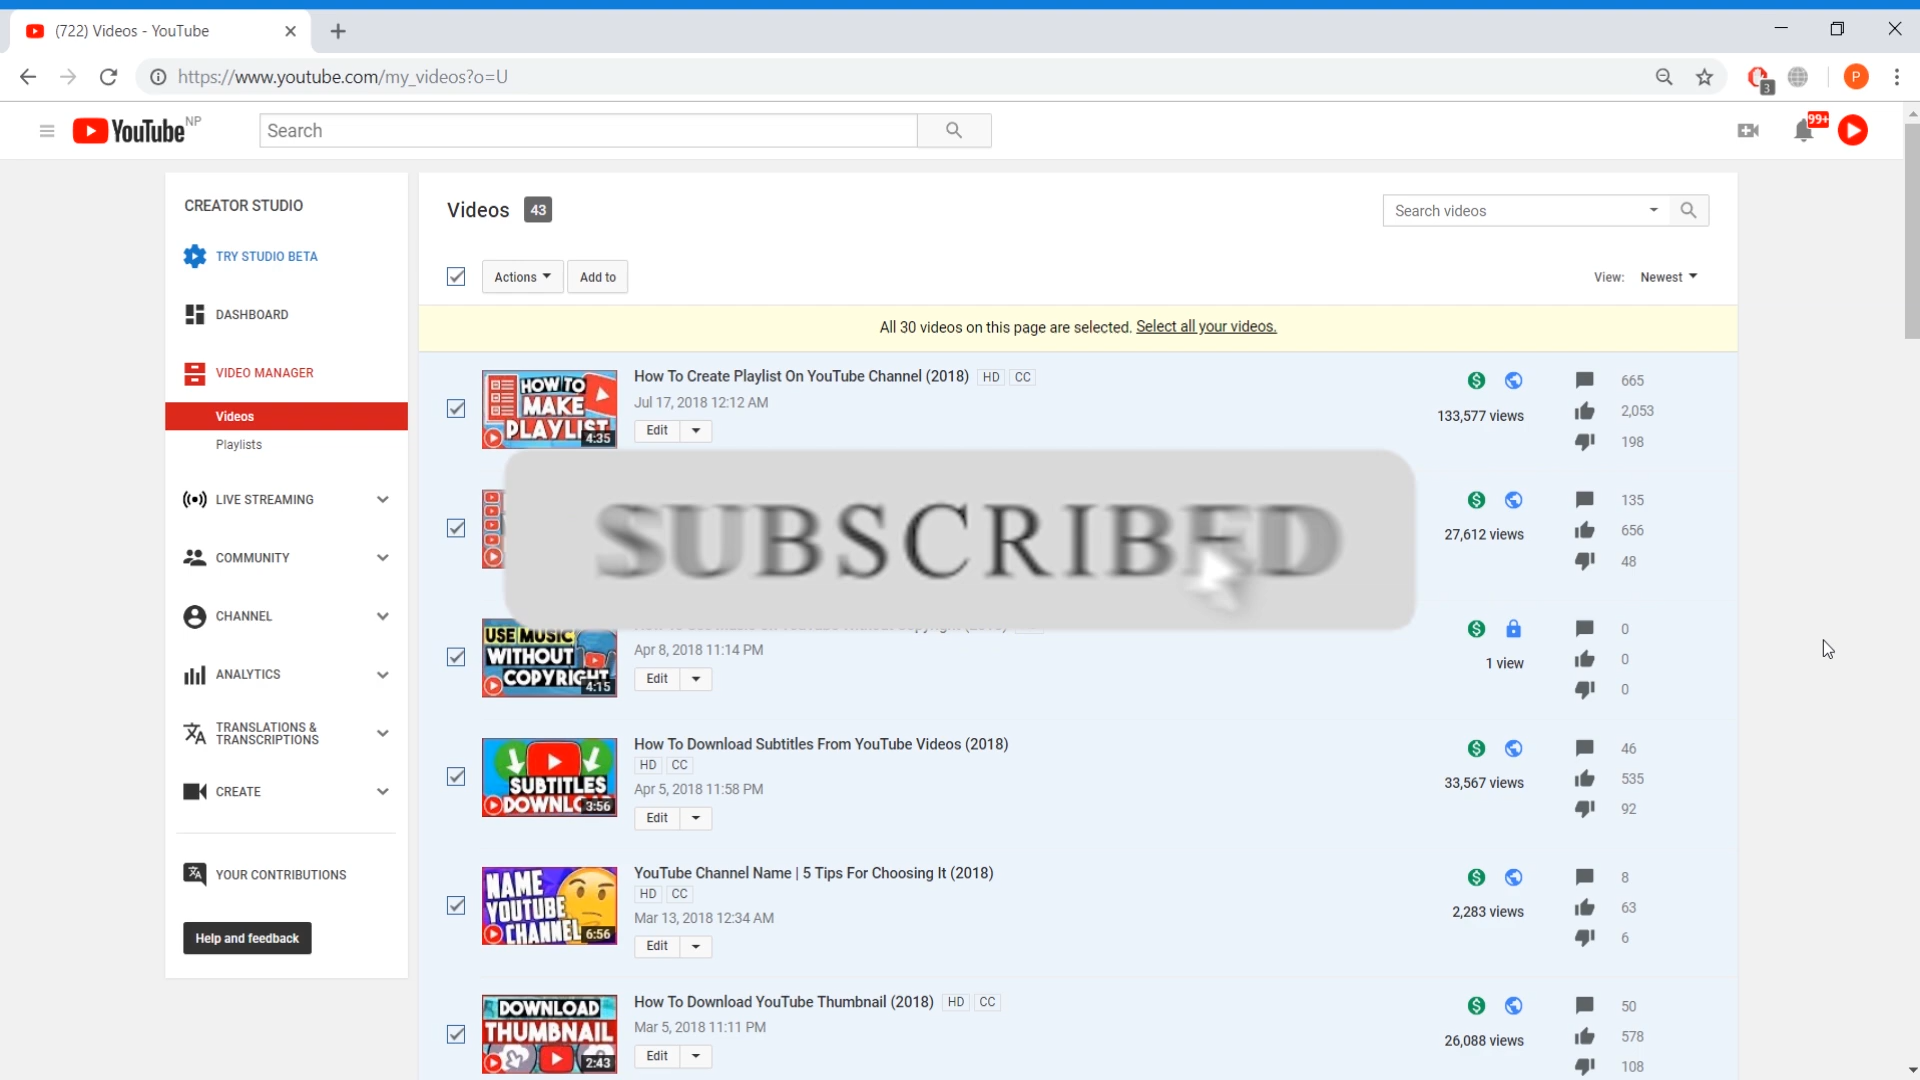 (722) Videos - YouTube
https://www.youtube.com/my_videos?o=U
3
P
YouTube NP
Search
99+
CREATOR STUDIO
TRY STUDIO BETA
DASHBOARD
VIDEO MANAGER
Videos
Playlists
LIVE STREAMING
COMMUNITY
CHANNEL
ANALYTICS
TRANSLATIONS &
TRANSCRIPTIONS
CREATE
YOUR CONTRIBUTIONS
Help and feedback
Videos 43
Search videos
Actions Add to
View: Newest
All 30 videos on this page are selected. Select all your videos.
HOW TO
MAKE
PLAYLIST
4:35
How To Create Playlist On YouTube Channel (2018) HD CC
Jul 17, 2018 12:12 AM
Edit
133,577 views
665
2,053
198
SUBSCRIBED
27,612 views
135
656
48
USE MUSIC
WITHOUT
COPYRIGHT
4:15
Apr 8, 2018 11:14 PM
Edit
1 view
0
0
0
SUBTITLES
DOWNLOAD
3:56
How To Download Subtitles From YouTube Videos (2018)
HD CC
Apr 5, 2018 11:58 PM
Edit
33,567 views
46
535
92
NAME
YOUTUBE
CHANNEL
6:56
YouTube Channel Name | 5 Tips For Choosing It (2018)
HD CC
Mar 13, 2018 12:34 AM
Edit
2,283 views
8
63
6
DOWNLOAD
THUMBNAIL
2:43
How To Download YouTube Thumbnail (2018) HD CC
Mar 5, 2018 11:11 PM
Edit
26,088 views
50
578
108